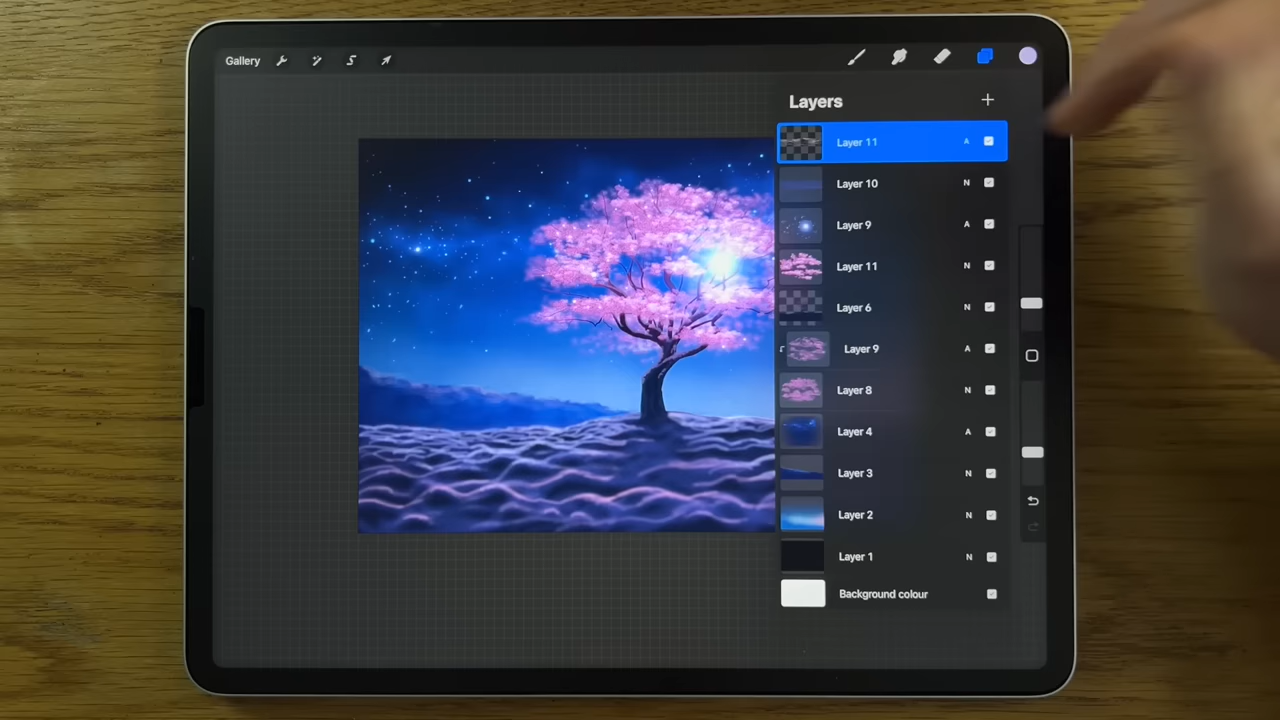 Gallery
Layers
Layer 11 A
Layer 10 N
Layer 9 A
Layer 11 N
Layer 6 N
Layer 9 A
Layer 8 N
Layer 4 A
Layer 3 N
Layer 2 N
Layer 1 N
Background colour